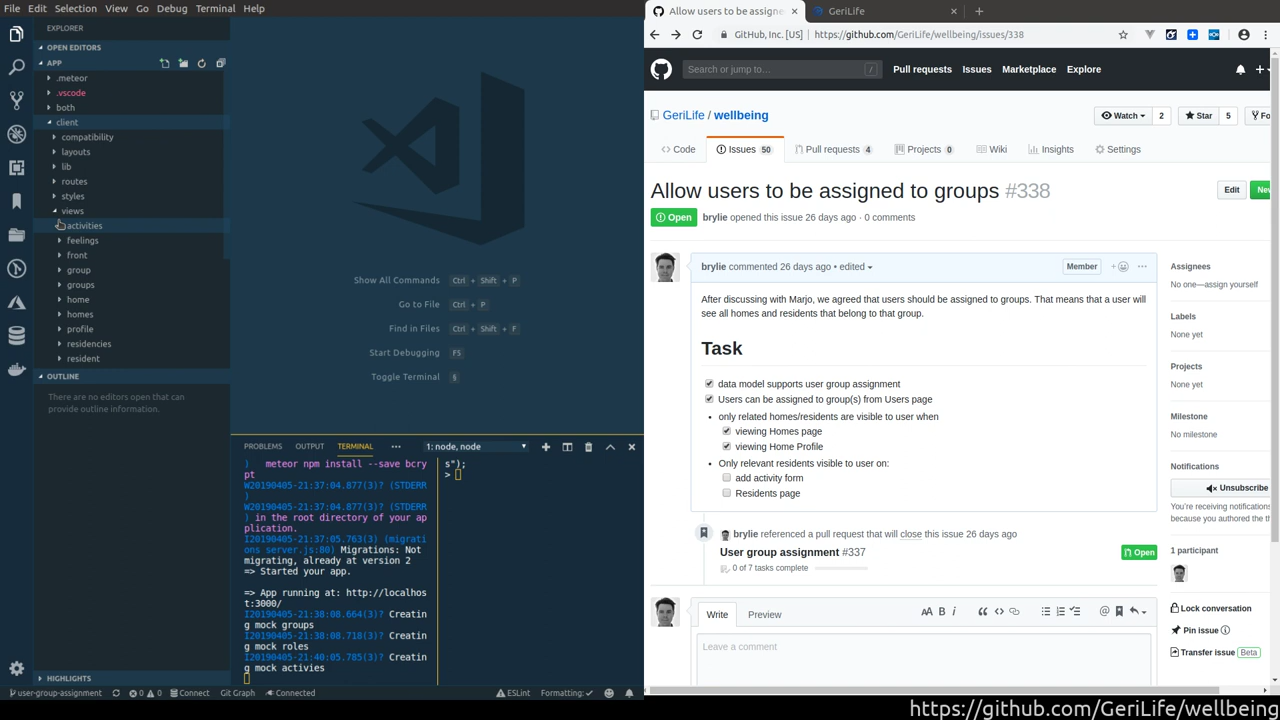 File Edit Selection View Go Debug Terminal Help
EXPLORER
OPEN EDITORS
APP
.meteor
.vscode
both
client
compatibility
layouts
lib
routes
styles
views
activities
feelings
front
group
groups
home
homes
profile
residencies
resident
OUTLINE
There are no editors open that can
provide outline information.
HIGHLIGHTS
Show All Commands Ctrl + Shift + P
Go to File Ctrl + P
Find in Files Ctrl + Shift + F
Start Debugging F5
Toggle Terminal §
PROBLEMS OUTPUT TERMINAL ••• 1: node, node
) meteor npm install --save bcry
pt
W20190405-21:37:04.877(3)? (STDERR
)
W20190405-21:37:04.877(3)? (STDERR
) in the root directory of your ap
plication.
I20190405-21:37:05.763(3) (migrati
ons server.js:80) Migrations: Not
migrating, already at version 2
=> Started your app.
=> App running at: http://localhos
t:3000/
I20190405-21:38:08.664(3)? Creatin
g mock groups
I20190405-21:38:08.718(3)? Creatin
g mock roles
I20190405-21:40:05.785(3)? Creatin
g mock activies
s");
>
user-group-assignment 0 0 Connect Git Graph Connected ESLint Formatting: ✓
Allow users to be assigne × GeriLife × +
GitHub, Inc. [US] | https://github.com/GeriLife/wellbeing/issues/338
Search or jump to... / Pull requests Issues Marketplace Explore
GeriLife / wellbeing Watch 2 Star 5 Fo
Code Issues 50 Pull requests 4 Projects 0 Wiki Insights Settings
Allow users to be assigned to groups #338 Edit New
Open brylie opened this issue 26 days ago · 0 comments
brylie commented 26 days ago • edited Member
After discussing with Marjo, we agreed that users should be assigned to groups. That means that a user will
see all homes and residents that belong to that group.
Task
data model supports user group assignment
Users can be assigned to group(s) from Users page
• only related homes/residents are visible to user when
viewing Homes page
viewing Home Profile
• Only relevant residents visible to user on:
add activity form
Residents page
brylie referenced a pull request that will close this issue 26 days ago
User group assignment #337 Open
0 of 7 tasks complete
Write Preview AA B i
Leave a comment
Assignees
No one—assign yourself
Labels
None yet
Projects
None yet
Milestone
No milestone
Notifications
Unsubscribe
You're receiving notifications
because you authored the th
1 participant
Lock conversation
Pin issue
Transfer issue Beta
https://github.com/GeriLife/wellbeing